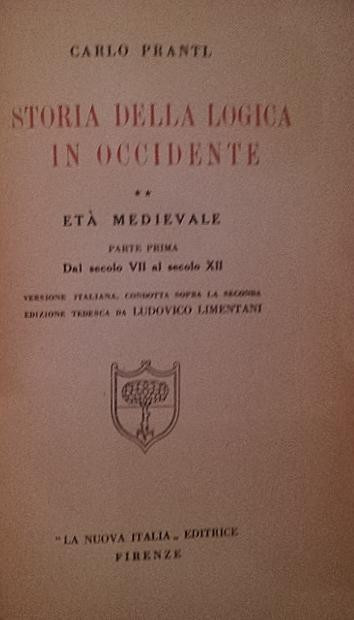 CARLO PRANTL
STORIA DELLA LOGICA
IN OCCIDENTE
**
ETÀ MEDIEVALE
PARTE PRIMA
Dal secolo VII al secolo XII
VERSIONE ITALIANA, CONDOTTA SOPRA LA SECONDA
EDIZIONE TEDESCA DA LUDOVICO LIMENTANI
"LA NUOVA ITALIA„ EDITRICE
FIRENZE